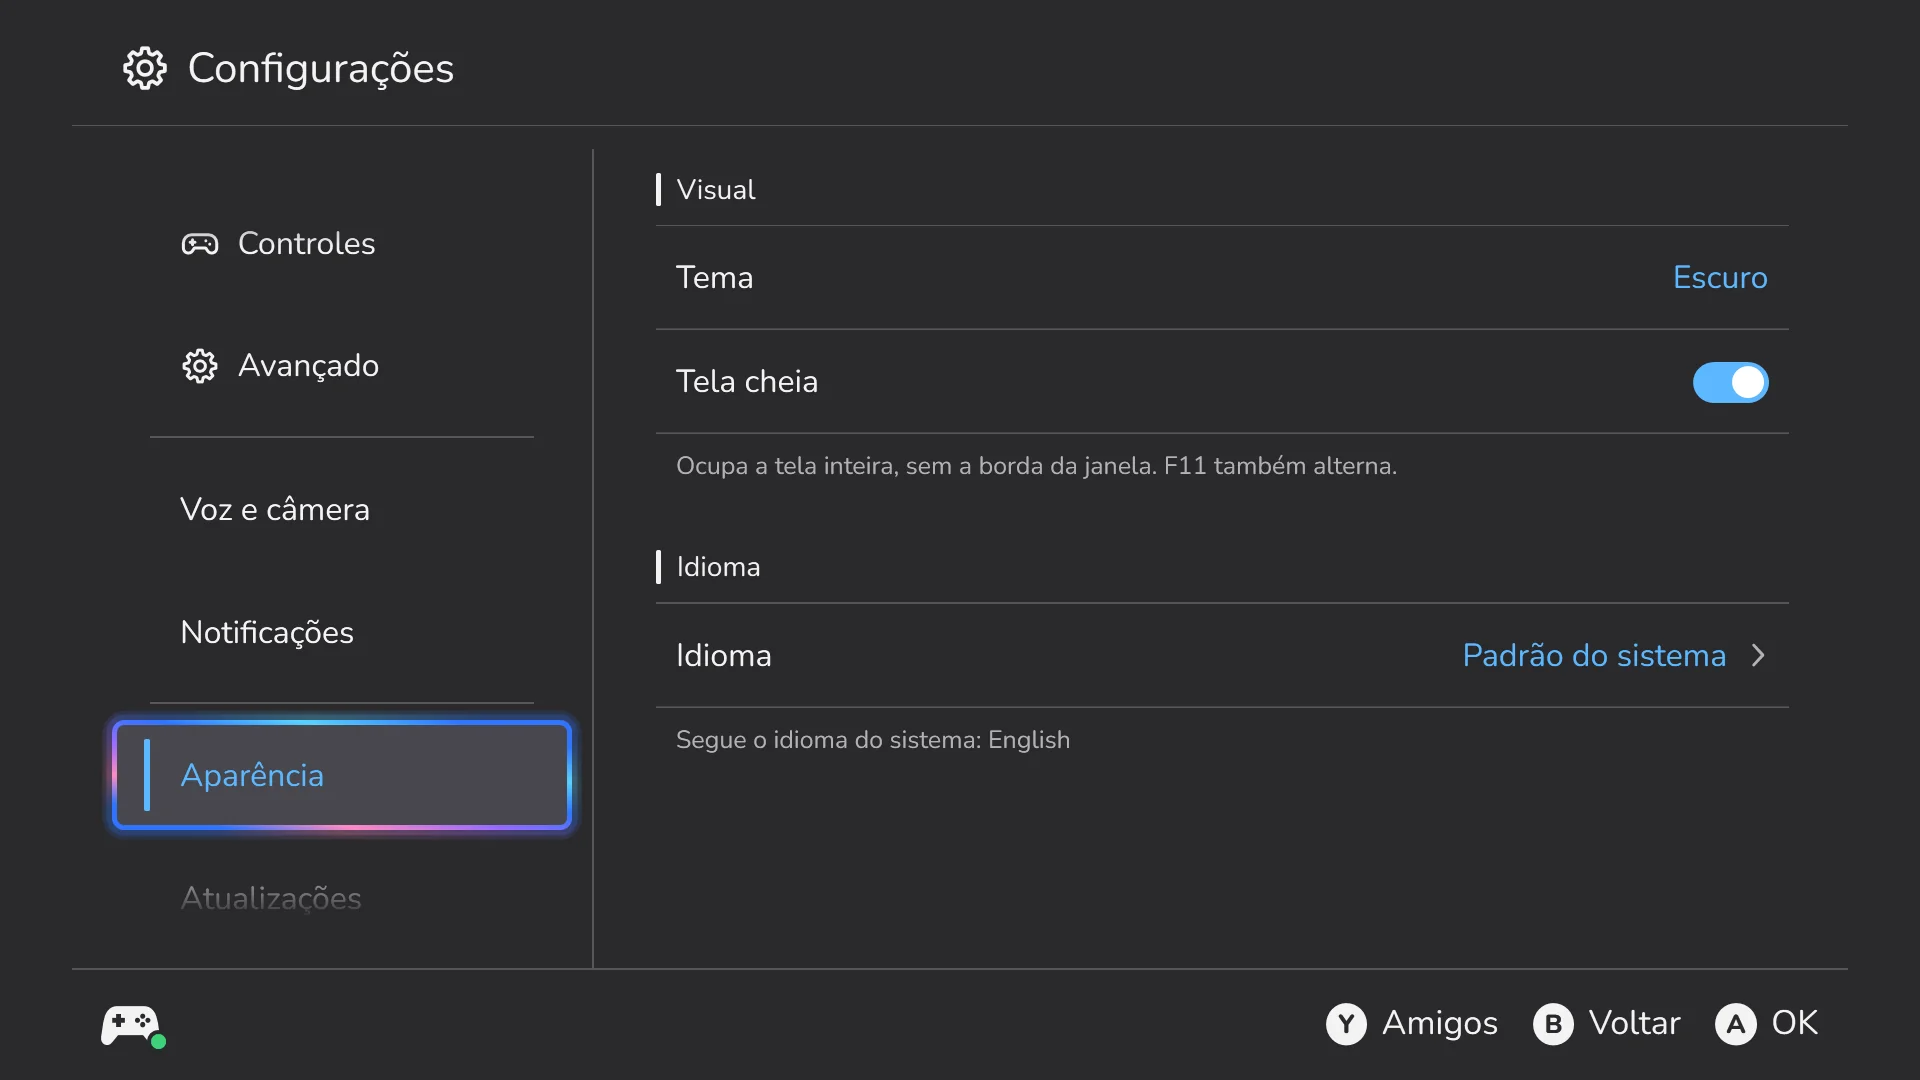 Configurações
Controles
Avançado
Voz e câmera
Notificações
Aparência
Atualizações
Visual
Tema
Escuro
Tela cheia
Ocupa a tela inteira, sem a borda da janela. F11 também alterna.
Idioma
Idioma
Padrão do sistema
Segue o idioma do sistema: English
Y Amigos
B Voltar
A OK